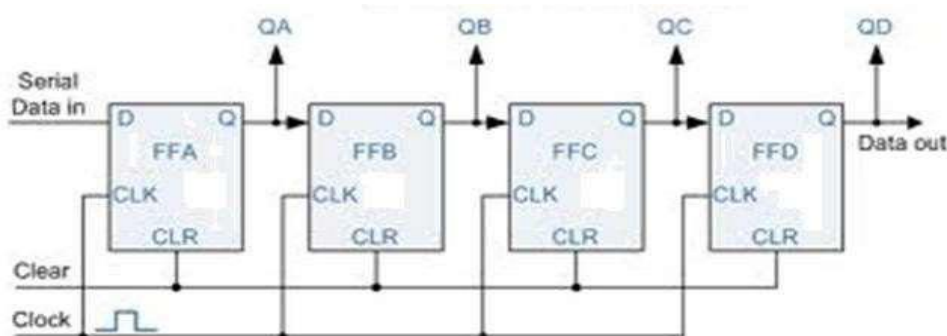 QA QB QC QD
Serial
Data in
D Q D Q D Q D Q
Data out
FFA FFB FFC FFD
CLK CLK CLK CLK
CLR CLR CLR CLR
Clear
Clock